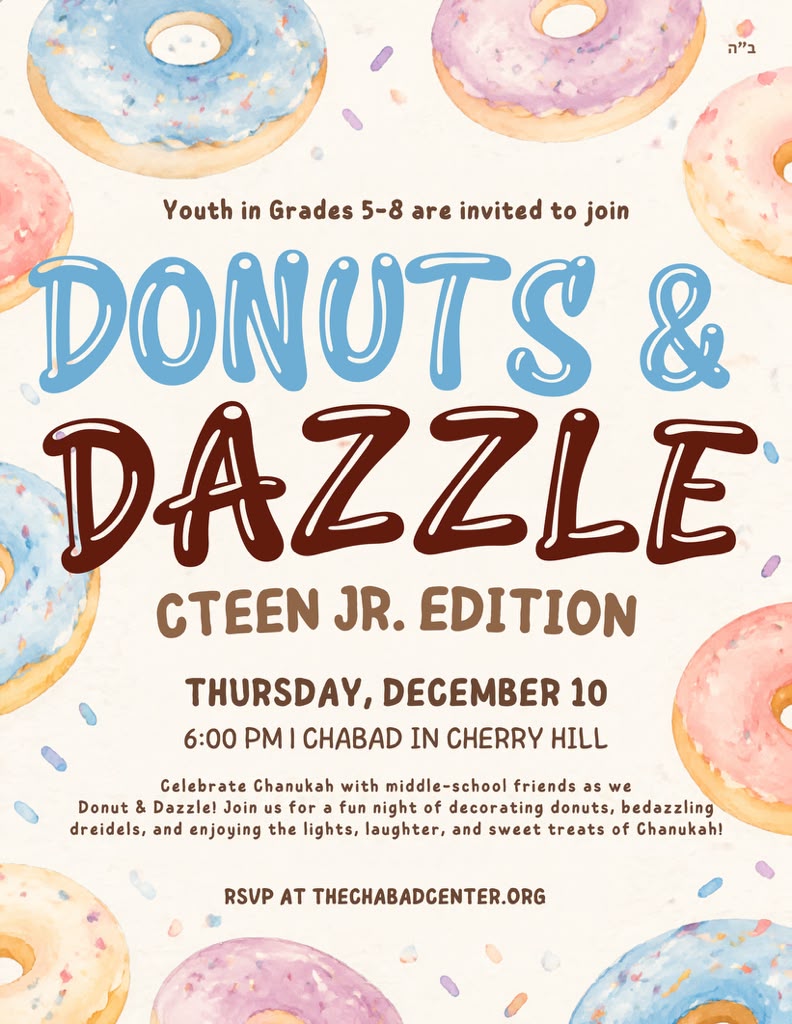 ב"ה
Youth in Grades 5-8 are invited to join
DONUTS &
DAZZLE
CTEEN JR. EDITION
THURSDAY, DECEMBER 10
6:00 PM | CHABAD IN CHERRY HILL
Celebrate Chanukah with middle-school friends as we
Donut & Dazzle! Join us for a fun night of decorating donuts, bedazzling
dreidels, and enjoying the lights, laughter, and sweet treats of Chanukah!
RSVP AT THECHABADCENTER.ORG